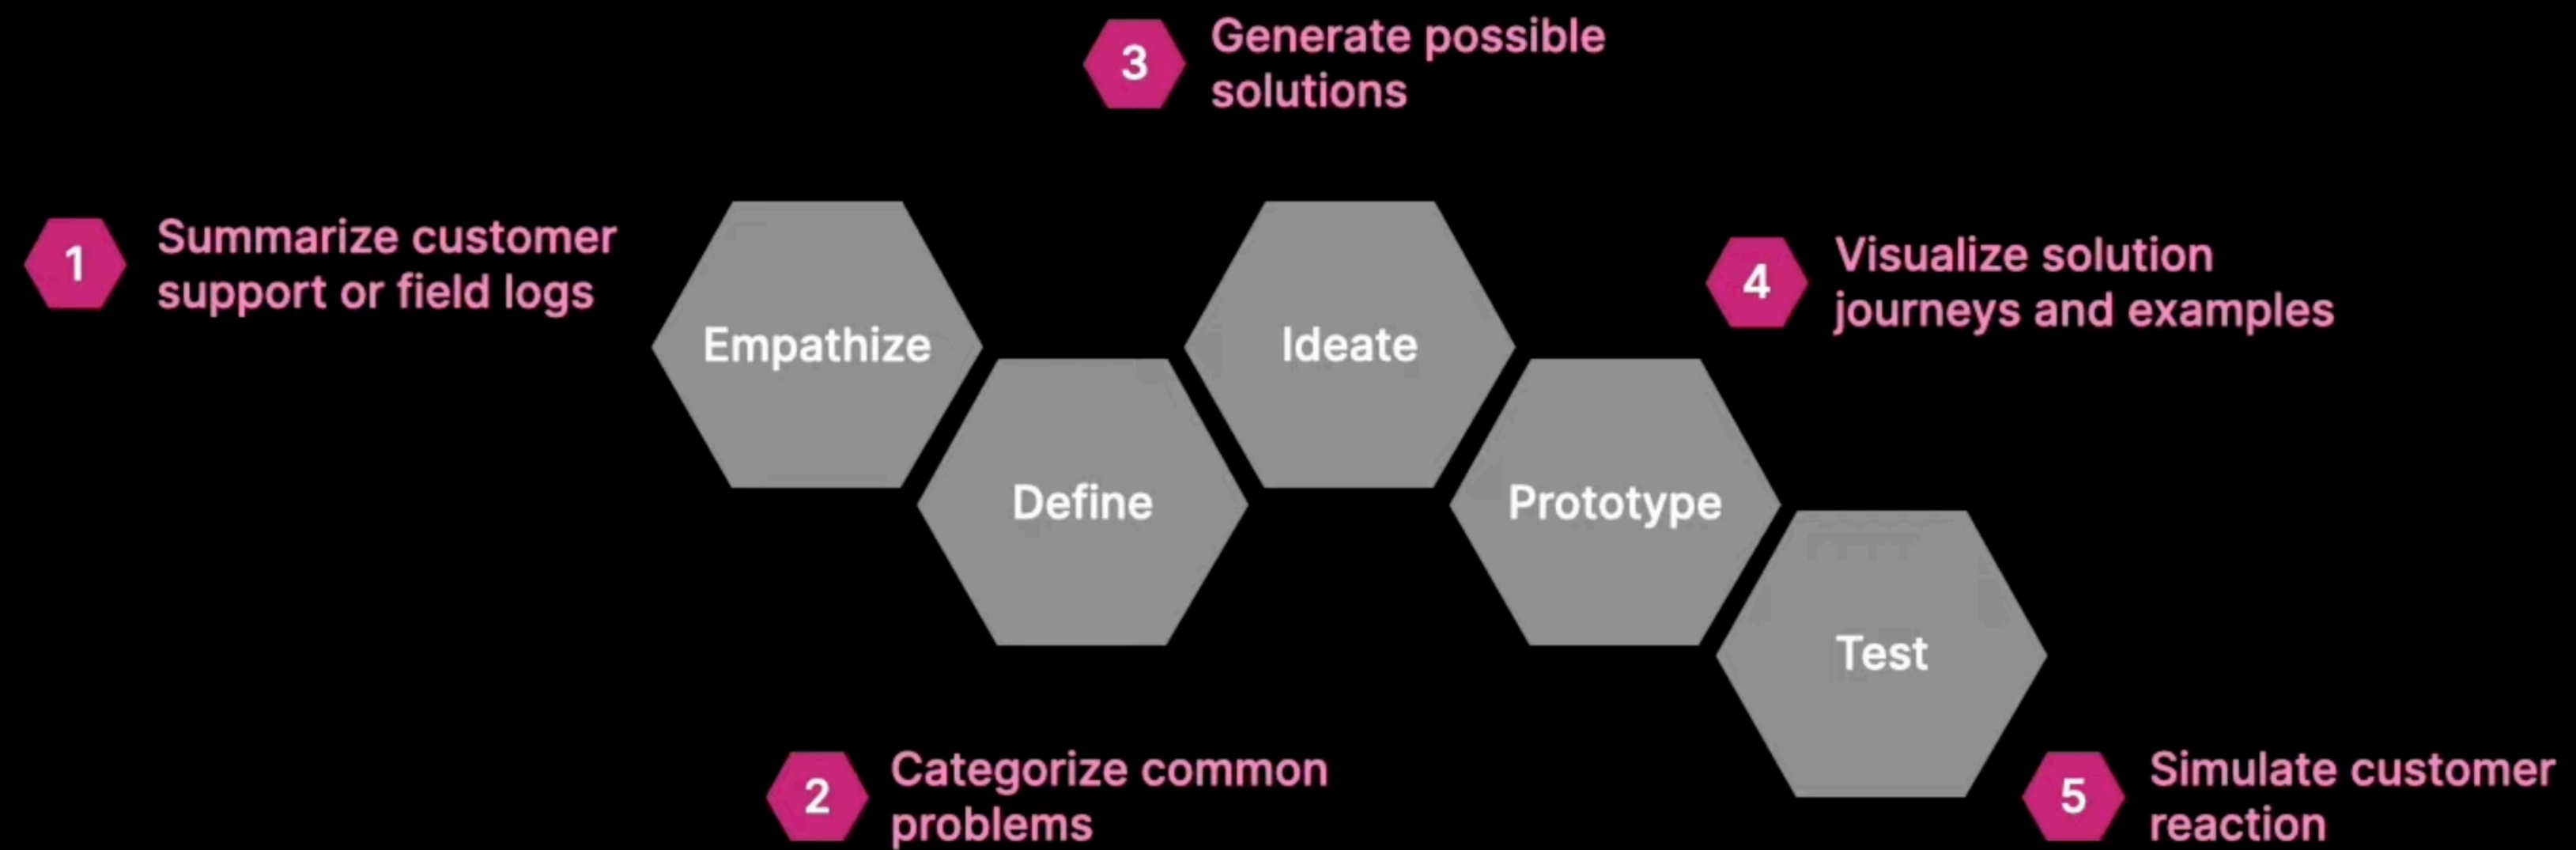 1
Summarize customer
support or field logs
Empathize
2
Categorize common
problems
Define
3
Generate possible
solutions
Ideate
4
Visualize solution
journeys and examples
Prototype
5
Simulate customer
reaction
Test